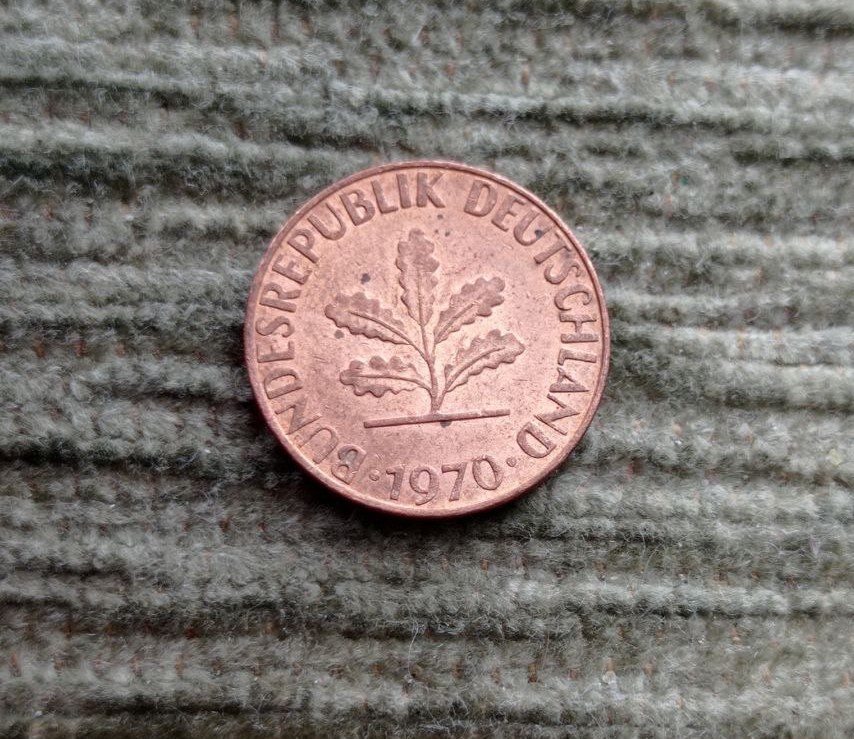 BUNDESREPUBLIK DEUTSCHLAND
·1970·